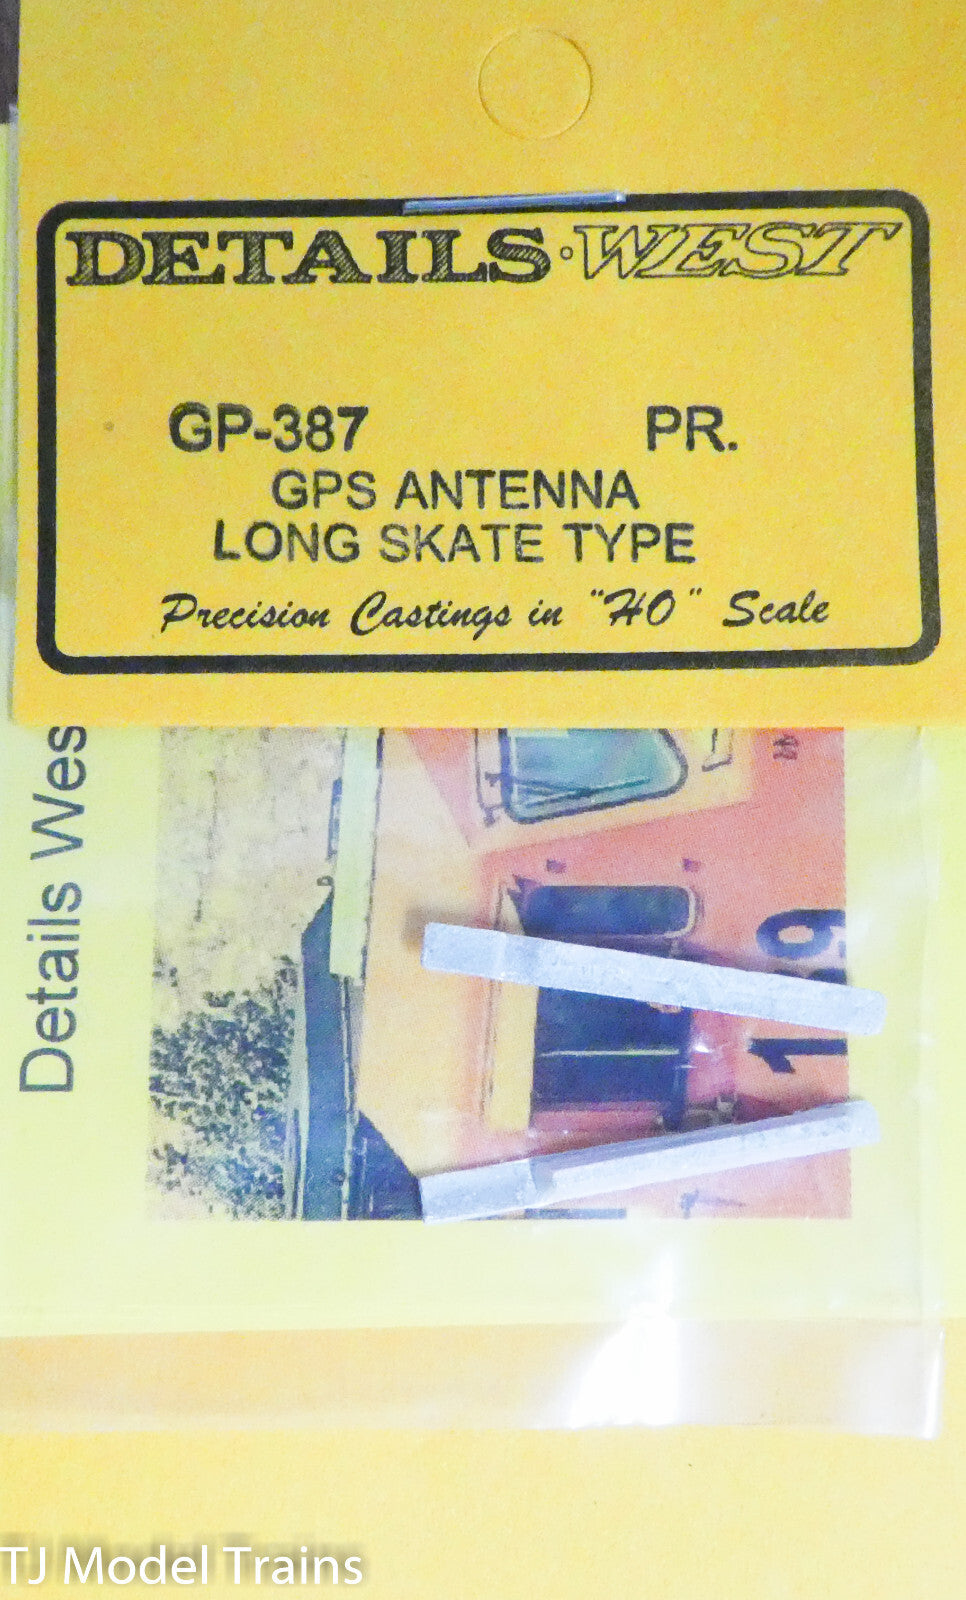 DETAILS·WEST
GP-387 PR.
GPS ANTENNA
LONG SKATE TYPE
Precision Castings in "HO" Scale
Details Wes
TJ Model Trains